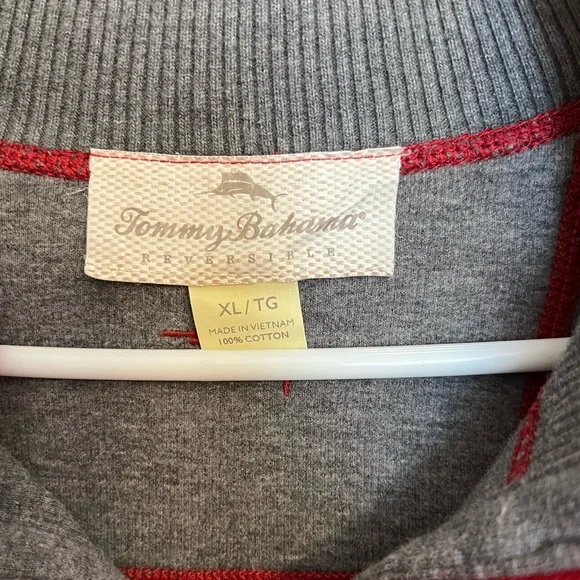 Tommy Bahama®
REVERSIBLE
XL/TG
MADE IN VIETNAM
100% COTTON